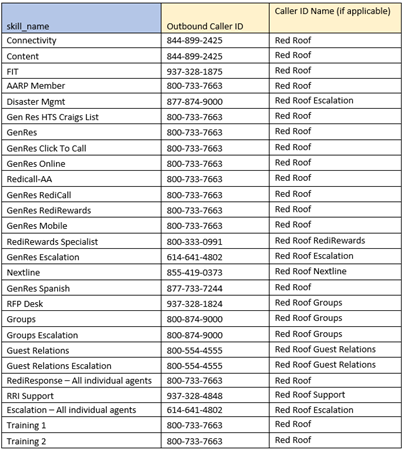 skill_name Outbound Caller ID Caller ID Name (if applicable)
Connectivity 844-899-2425 Red Roof
Content 844-899-2425 Red Roof
FIT 937-328-1875 Red Roof
AARP Member 800-733-7663 Red Roof
Disaster Mgmt 877-874-9000 Red Roof Escalation
Gen Res HTS Craigs List 800-733-7663 Red Roof
GenRes 800-733-7663 Red Roof
GenRes Click To Call 800-733-7663 Red Roof
GenRes Online 800-733-7663 Red Roof
Redicall-AA 800-733-7663 Red Roof
GenRes RediCall 800-733-7663 Red Roof
GenRes RediRewards 800-733-7663 Red Roof
GenRes Mobile 800-733-7663 Red Roof
RediRewards Specialist 800-333-0991 Red Roof RediRewards
GenRes Escalation 614-641-4802 Red Roof Escalation
Nextline 855-419-0373 Red Roof Nextline
GenRes Spanish 877-733-7244 Red Roof
RFP Desk 937-328-1824 Red Roof Groups
Groups 800-874-9000 Red Roof Groups
Groups Escalation 800-874-9000 Red Roof Groups
Guest Relations 800-554-4555 Red Roof Guest Relations
Guest Relations Escalation 800-554-4555 Red Roof Guest Relations
RediResponse – All individual agents 800-733-7663 Red Roof
RRI Support 937-328-4848 Red Roof Support
Escalation – All individual agents 614-641-4802 Red Roof Escalation
Training 1 800-733-7663 Red Roof
Training 2 800-733-7663 Red Roof